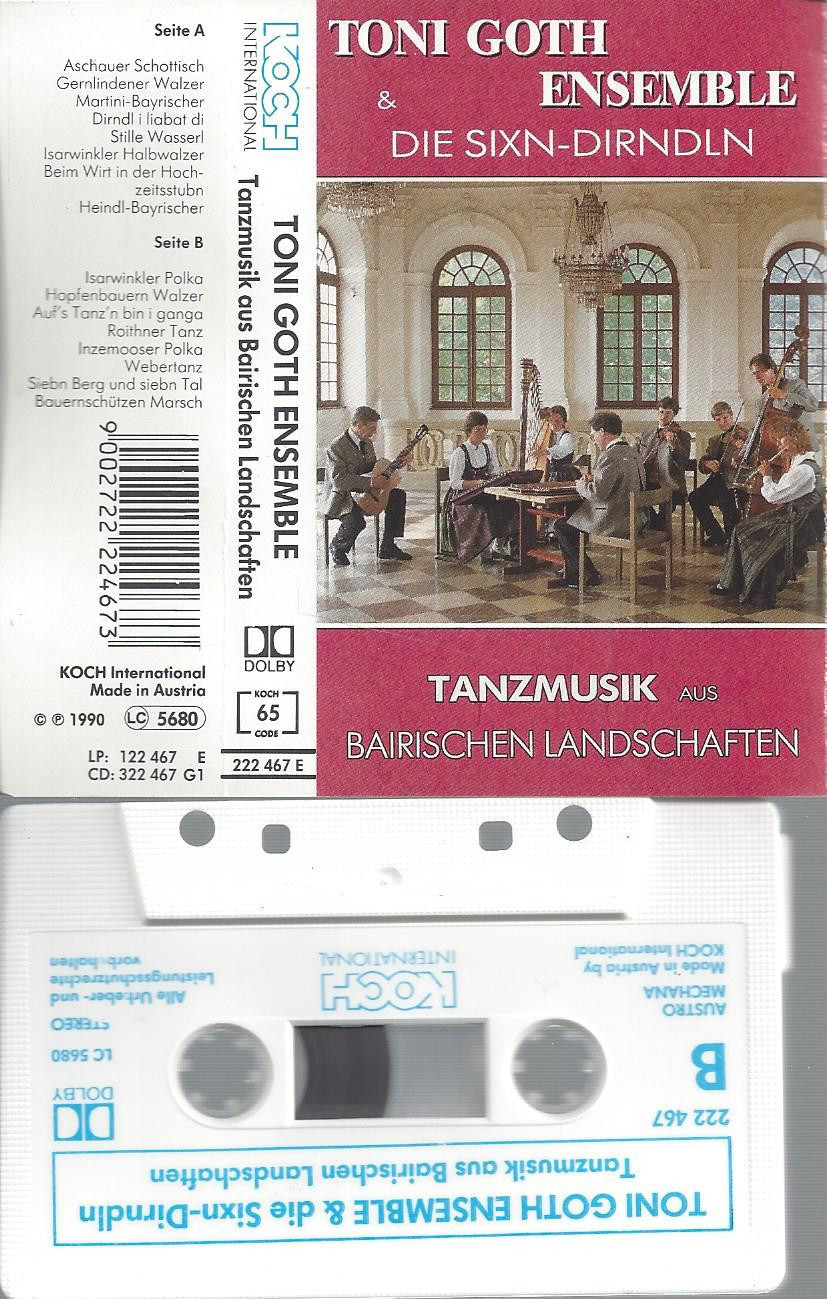 Seite A
Aschauer Schottisch
Gernlindener Walzer
Martini-Bayrischer
Dirndl i liabat di
Stille Wasserl
Isarwinkler Halbwalzer
Beim Wirt in der Hoch-
zeitsstubn
Heindl-Bayrischer
Seite B
Isarwinkler Polka
Hopfenbauern Walzer
Auf's Tanz'n bin i ganga
Roithner Tanz
Inzemooser Polka
Webertanz
Siebn Berg und siebn Tal
Bauernschützen Marsch
9002722 224673
KOCH International
Made in Austria
© ℗ 1990 LC 5680
LP: 122 467 E
CD: 322 467 G1
KOCH
INTERNATIONAL
TONI GOTH ENSEMBLE
Tanzmusik aus Bairischen Landschaften
DOLBY
KOCH
65
CODE
222 467 E
TONI GOTH
ENSEMBLE
&
DIE SIXN-DIRNDLN
TANZMUSIK AUS
BAIRISCHEN LANDSCHAFTEN
TONI GOTH ENSEMBLE & die Sixn-Dirndln
Tanzmusik aus Bairischen Landschaften
222 467
B
AUSTRO
MECHANA
Made in Austria by
KOCH International
DOLBY
LC 5680
STEREO
Alle Urheber- und
Leistungsschutzrechte
vorbehalten
KOCH
INTERNATIONAL